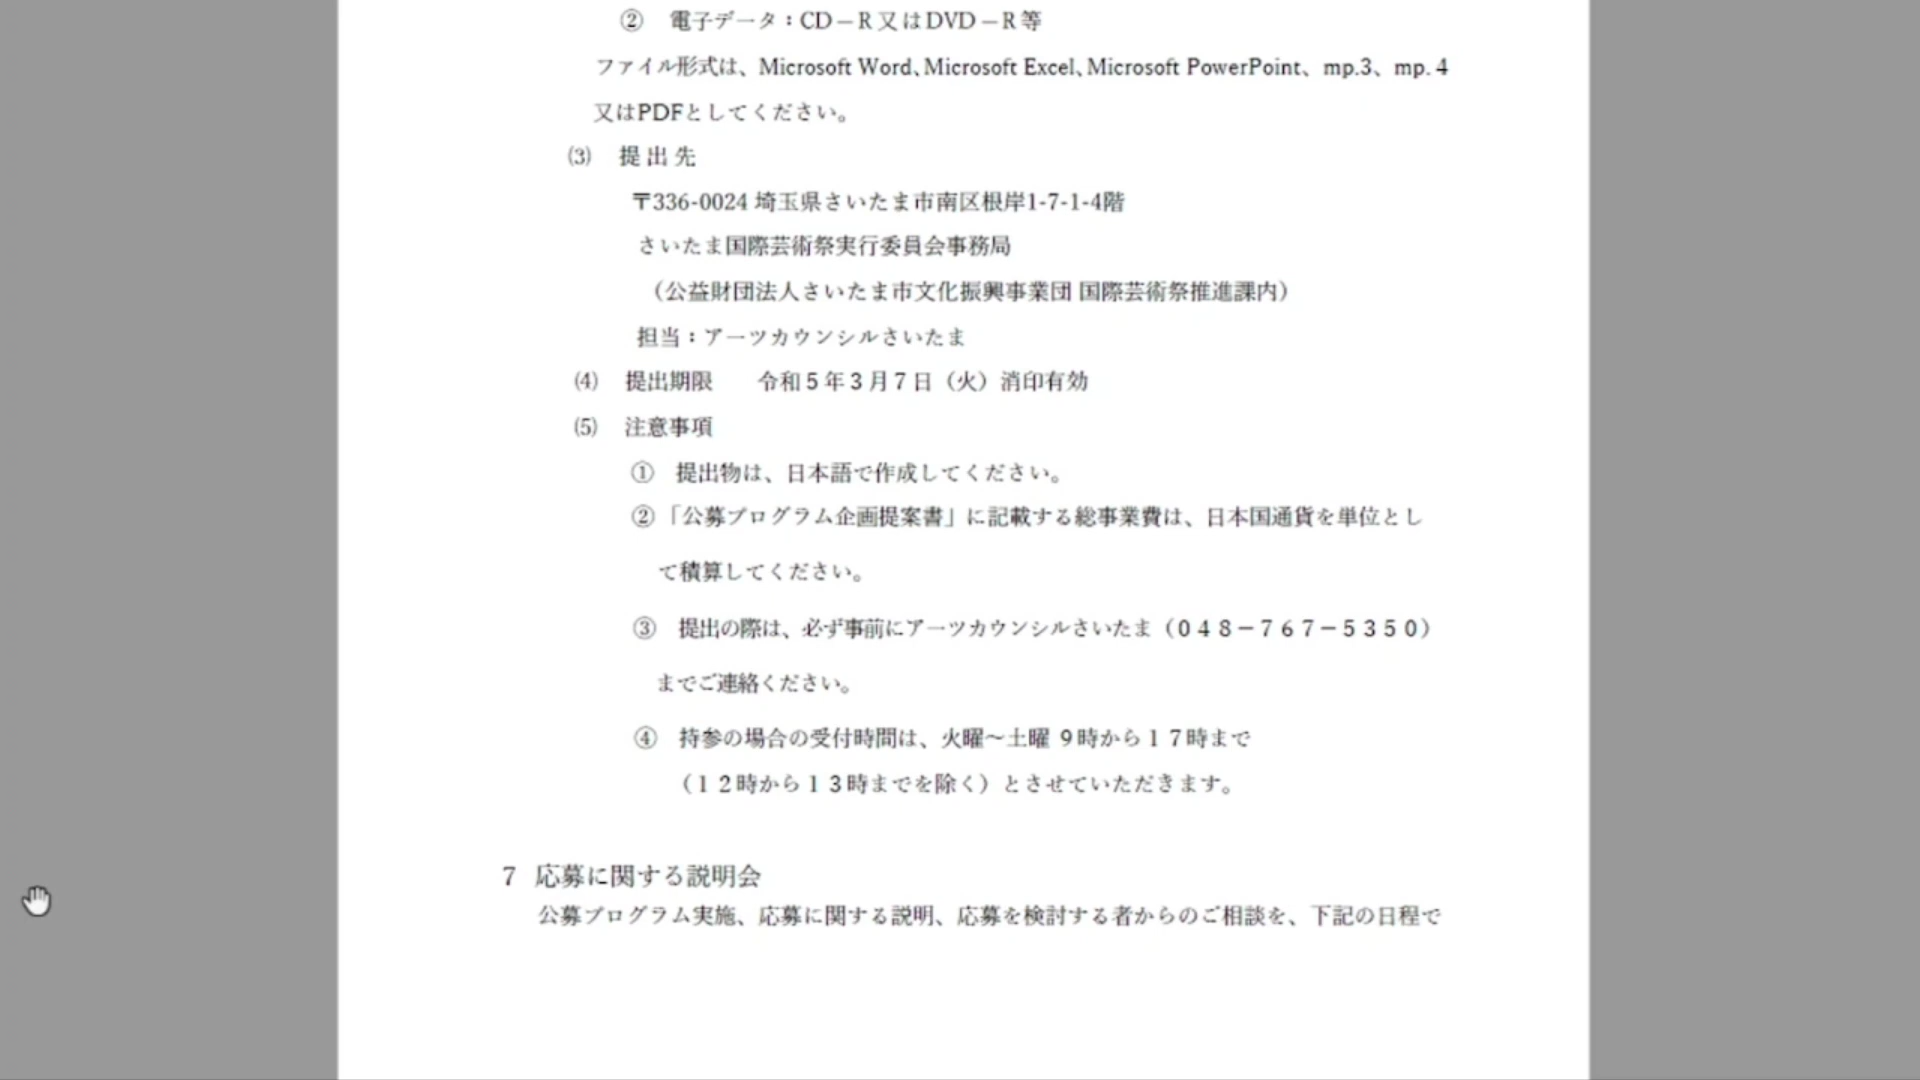 ② 電子データ：CD－R又はDVD－R等
ファイル形式は、Microsoft Word、Microsoft Excel、Microsoft PowerPoint、mp.3、mp.４
又はPDFとしてください。
⑶ 提 出 先
〒336-0024 埼玉県さいたま市南区根岸1-7-1-4階
さいたま国際芸術祭実行委員会事務局
（公益財団法人さいたま市文化振興事業団 国際芸術祭推進課内）
担当：アーツカウンシルさいたま
⑷ 提出期限　　令和５年３月７日（火）消印有効
⑸ 注意事項
① 提出物は、日本語で作成してください。
②「公募プログラム企画提案書」に記載する総事業費は、日本国通貨を単位とし
て積算してください。
③ 提出の際は、必ず事前にアーツカウンシルさいたま（０４８－７６７－５３５０）
までご連絡ください。
④ 持参の場合の受付時間は、火曜～土曜 ９時から１７時まで
（１２時から１３時までを除く）とさせていただきます。
７ 応募に関する説明会
公募プログラム実施、応募に関する説明、応募を検討する者からのご相談を、下記の日程で